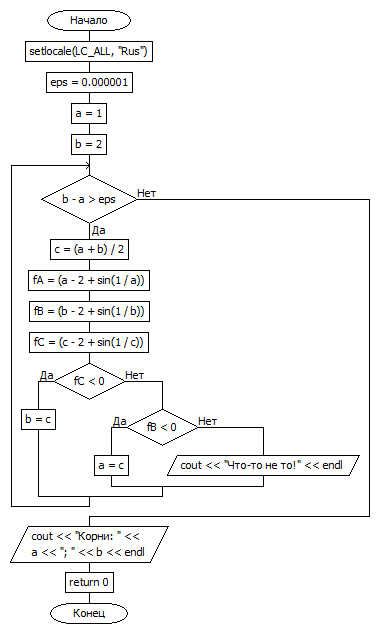 Начало
setlocale(LC_ALL, "Rus")
eps = 0.000001
a = 1
b = 2
b - a > eps
Нет
Да
c = (a + b) / 2
fA = (a - 2 + sin(1 / a))
fB = (b - 2 + sin(1 / b))
fC = (c - 2 + sin(1 / c))
Да
fC < 0
Нет
b = c
Да
fB < 0
Нет
a = c
cout << "Что-то не то!" << endl
cout << "Корни: " <<
a << "; " << b << endl
return 0
Конец